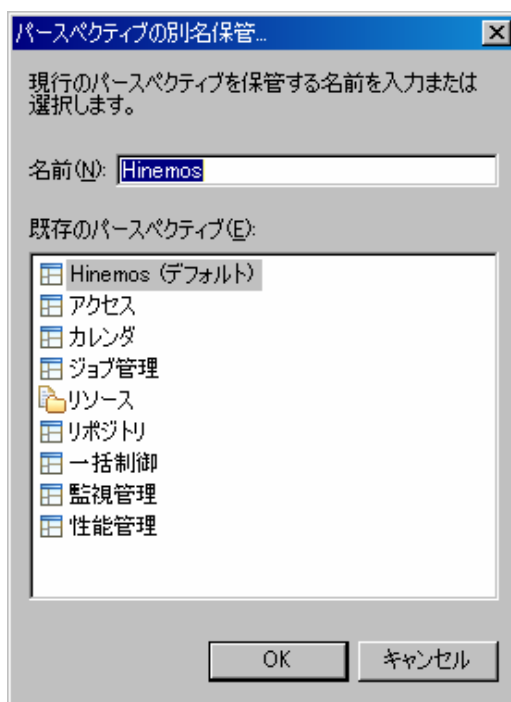 パースペクティブの別名保管...
現行のパースペクティブを保管する名前を入力または
選択します。
名前(N): Hinemos
既存のパースペクティブ(E):
Hinemos (デフォルト)
アクセス
カレンダ
ジョブ管理
リソース
リポジトリ
一括制御
監視管理
性能管理
OK キャンセル